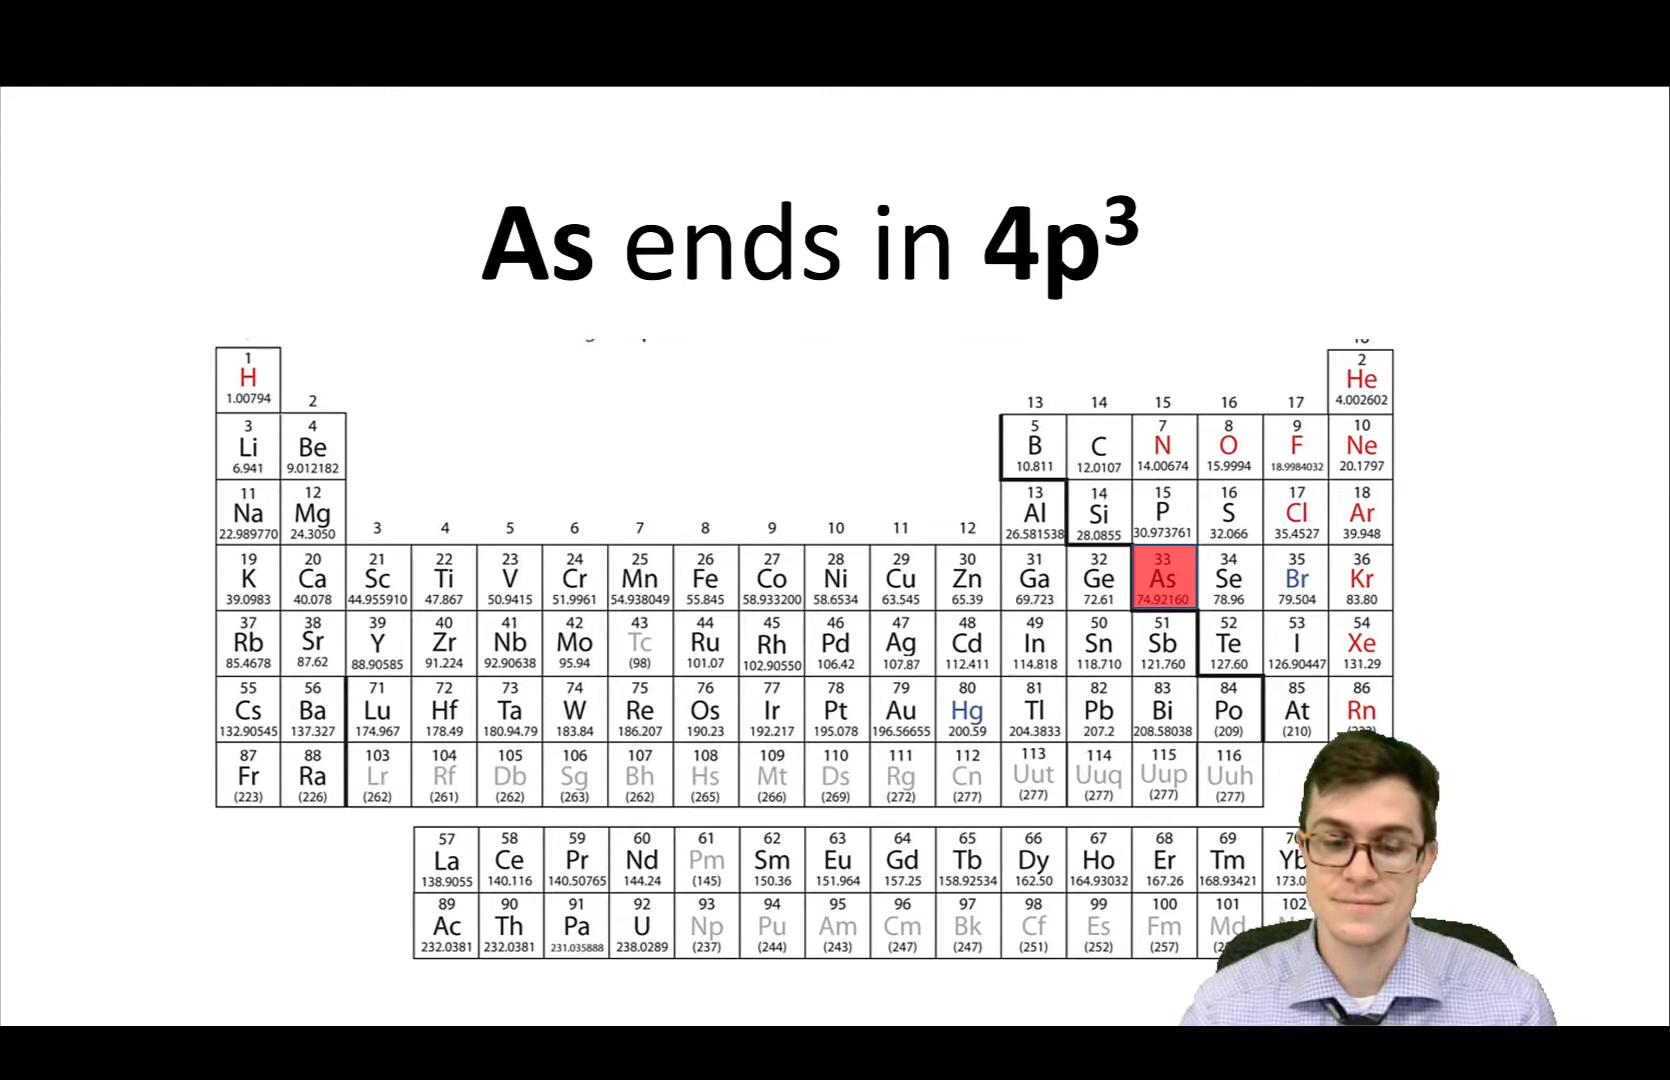 As ends in 4p³
1 2
H He
1.00794 2 13 14 15 16 17 4.002602
3 4 5 6 7 8 9 10
Li Be B C N O F Ne
6.941 9.012182 10.811 12.0107 14.00674 15.9994 18.9984032 20.1797
11 12 13 14 15 16 17 18
Na Mg Al Si P S Cl Ar
22.989770 24.3050 3 4 5 6 7 8 9 10 11 12 26.581538 28.0855 30.973761 32.066 35.4527 39.948
19 20 21 22 23 24 25 26 27 28 29 30 31 32 33 34 35 36
K Ca Sc Ti V Cr Mn Fe Co Ni Cu Zn Ga Ge As Se Br Kr
39.0983 40.078 44.955910 47.867 50.9415 51.9961 54.938049 55.845 58.933200 58.6534 63.545 65.39 69.723 72.61 74.92160 78.96 79.504 83.80
37 38 39 40 41 42 43 44 45 46 47 48 49 50 51 52 53 54
Rb Sr Y Zr Nb Mo Tc Ru Rh Pd Ag Cd In Sn Sb Te I Xe
85.4678 87.62 88.90585 91.224 92.90638 95.94 (98) 101.07 102.90550 106.42 107.87 112.411 114.818 118.710 121.760 127.60 126.90447 131.29
55 56 71 72 73 74 75 76 77 78 79 80 81 82 83 84 85 86
Cs Ba Lu Hf Ta W Re Os Ir Pt Au Hg Tl Pb Bi Po At Rn
132.90545 137.327 174.967 178.49 180.94.79 183.84 186.207 190.23 192.217 195.078 196.56655 200.59 204.3833 207.2 208.58038 (209) (210)
87 88 103 104 105 106 107 108 109 110 111 112 113 114 115 116
Fr Ra Lr Rf Db Sg Bh Hs Mt Ds Rg Cn Uut Uuq Uup Uuh
(223) (226) (262) (261) (262) (263) (262) (265) (266) (269) (272) (277) (277) (277) (277) (277)
57 58 59 60 61 62 63 64 65 66 67 68 69
La Ce Pr Nd Pm Sm Eu Gd Tb Dy Ho Er Tm Yb
138.9055 140.116 140.50765 144.24 (145) 150.36 151.964 157.25 158.92534 162.50 164.93032 167.26 168.93421 173.0
89 90 91 92 93 94 95 96 97 98 99 100 101 102
Ac Th Pa U Np Pu Am Cm Bk Cf Es Fm Md
232.0381 232.0381 231.035888 238.0289 (237) (244) (243) (247) (247) (251) (252) (257)